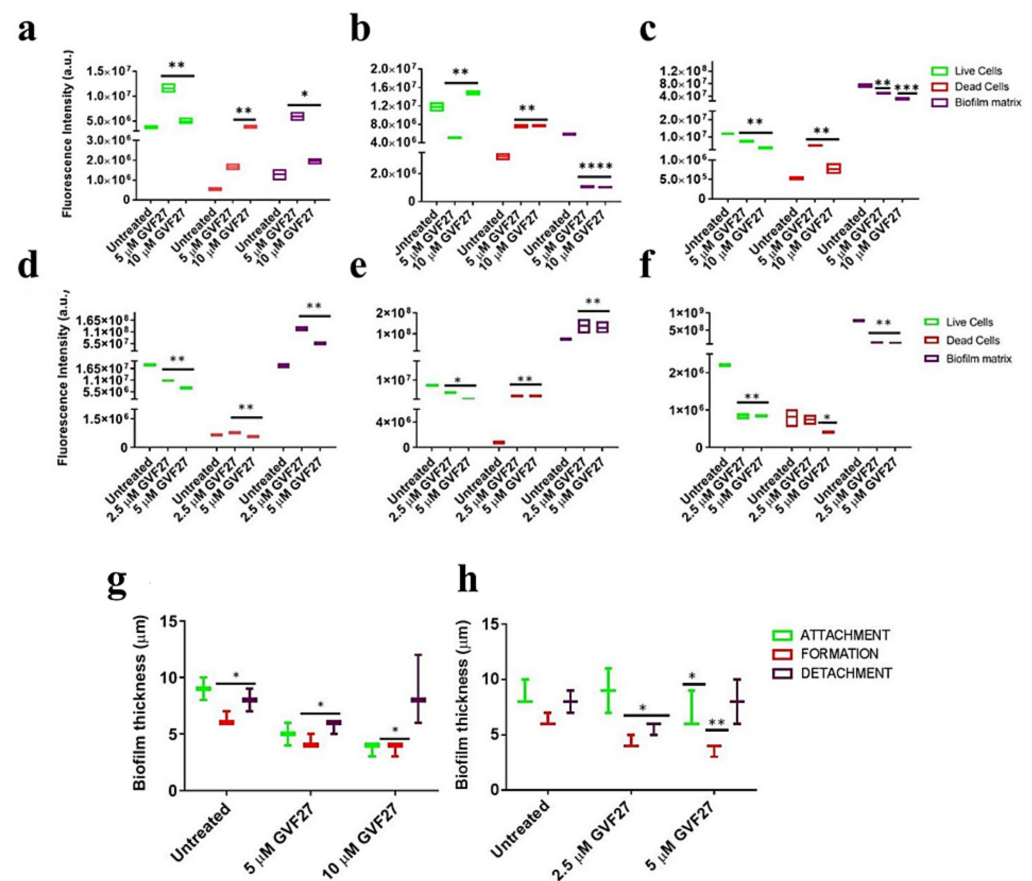 a
b
c
Fluorescence Intensity (a.u.)
1.5×10⁷
1.0×10⁷
5.0×10⁶
3.0×10⁶
2.0×10⁶
1.0×10⁶
0
**
**
*
Untreated
5 µM GVF27
10 µM GVF27
Untreated
5 µM GVF27
10 µM GVF27
Untreated
5 µM GVF27
10 µM GVF27
2.0×10⁷
1.6×10⁷
1.2×10⁷
8.0×10⁶
4.0×10⁶
2.0×10⁶
0
**
**
****
Untreated
5 µM GVF27
10 µM GVF27
Untreated
5 µM GVF27
10 µM GVF27
Untreated
5 µM GVF27
10 µM GVF27
1.2×10⁸
8.0×10⁷
4.0×10⁷
2.0×10⁷
1.0×10⁷
1.0×10⁶
5.0×10⁵
0
**
**
**
***
Untreated
5 µM GVF27
10 µM GVF27
Untreated
5 µM GVF27
10 µM GVF27
Untreated
5 µM GVF27
10 µM GVF27
Live Cells
Dead Cells
Biofilm matrix
d
e
f
Fluorescence Intensity (a.u.)
1.65×10⁸
1.1×10⁸
5.5×10⁷
1.65×10⁷
1.1×10⁷
5.5×10⁶
1.5×10⁶
0
**
**
**
Untreated
2.5 µM GVF27
5 µM GVF27
Untreated
2.5 µM GVF27
5 µM GVF27
Untreated
2.5 µM GVF27
5 µM GVF27
2×10⁸
1×10⁸
1×10⁷
4×10⁶
0
*
**
**
Untreated
2.5 µM GVF27
5 µM GVF27
Untreated
2.5 µM GVF27
5 µM GVF27
Untreated
2.5 µM GVF27
5 µM GVF27
1×10⁹
5×10⁸
2×10⁶
1×10⁶
0
**
*
**
Untreated
2.5 µM GVF27
5 µM GVF27
Untreated
2.5 µM GVF27
5 µM GVF27
Untreated
2.5 µM GVF27
5 µM GVF27
Live Cells
Dead Cells
Biofilm matrix
g
h
Biofilm thickness (µm)
15
10
5
0
*
*
*
Untreated
5 µM GVF27
10 µM GVF27
Biofilm thickness (µm)
15
10
5
0
*
*
**
Untreated
2.5 µM GVF27
5 µM GVF27
ATTACHMENT
FORMATION
DETACHMENT